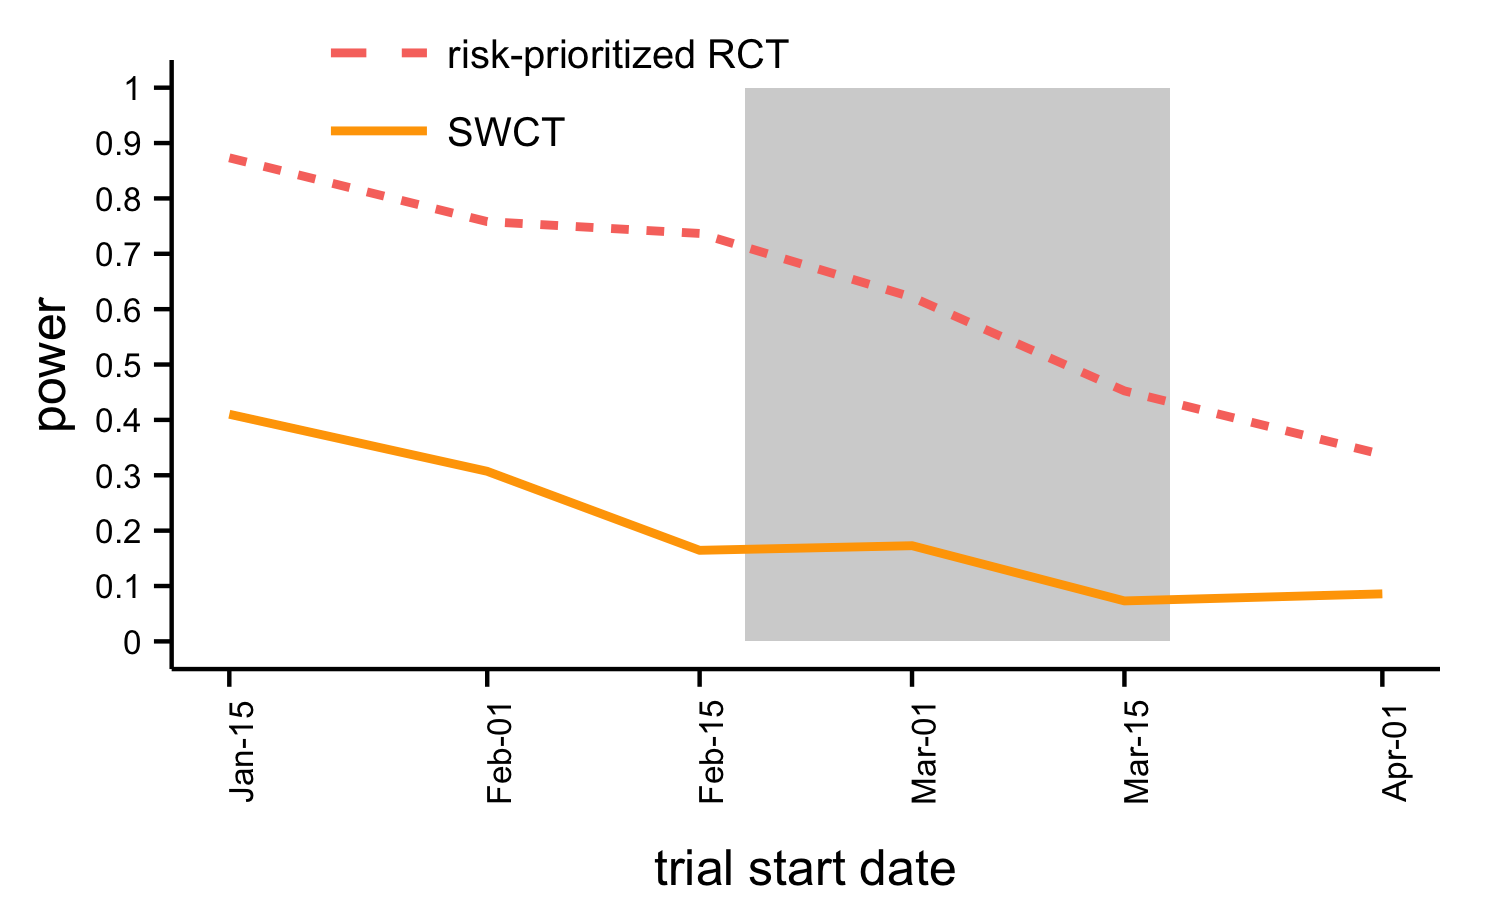 risk-prioritized RCT
SWCT
1
0.9
0.8
0.7
0.6
0.5
0.4
0.3
0.2
0.1
0
power
Jan-15
Feb-01
Feb-15
Mar-01
Mar-15
Apr-01
trial start date